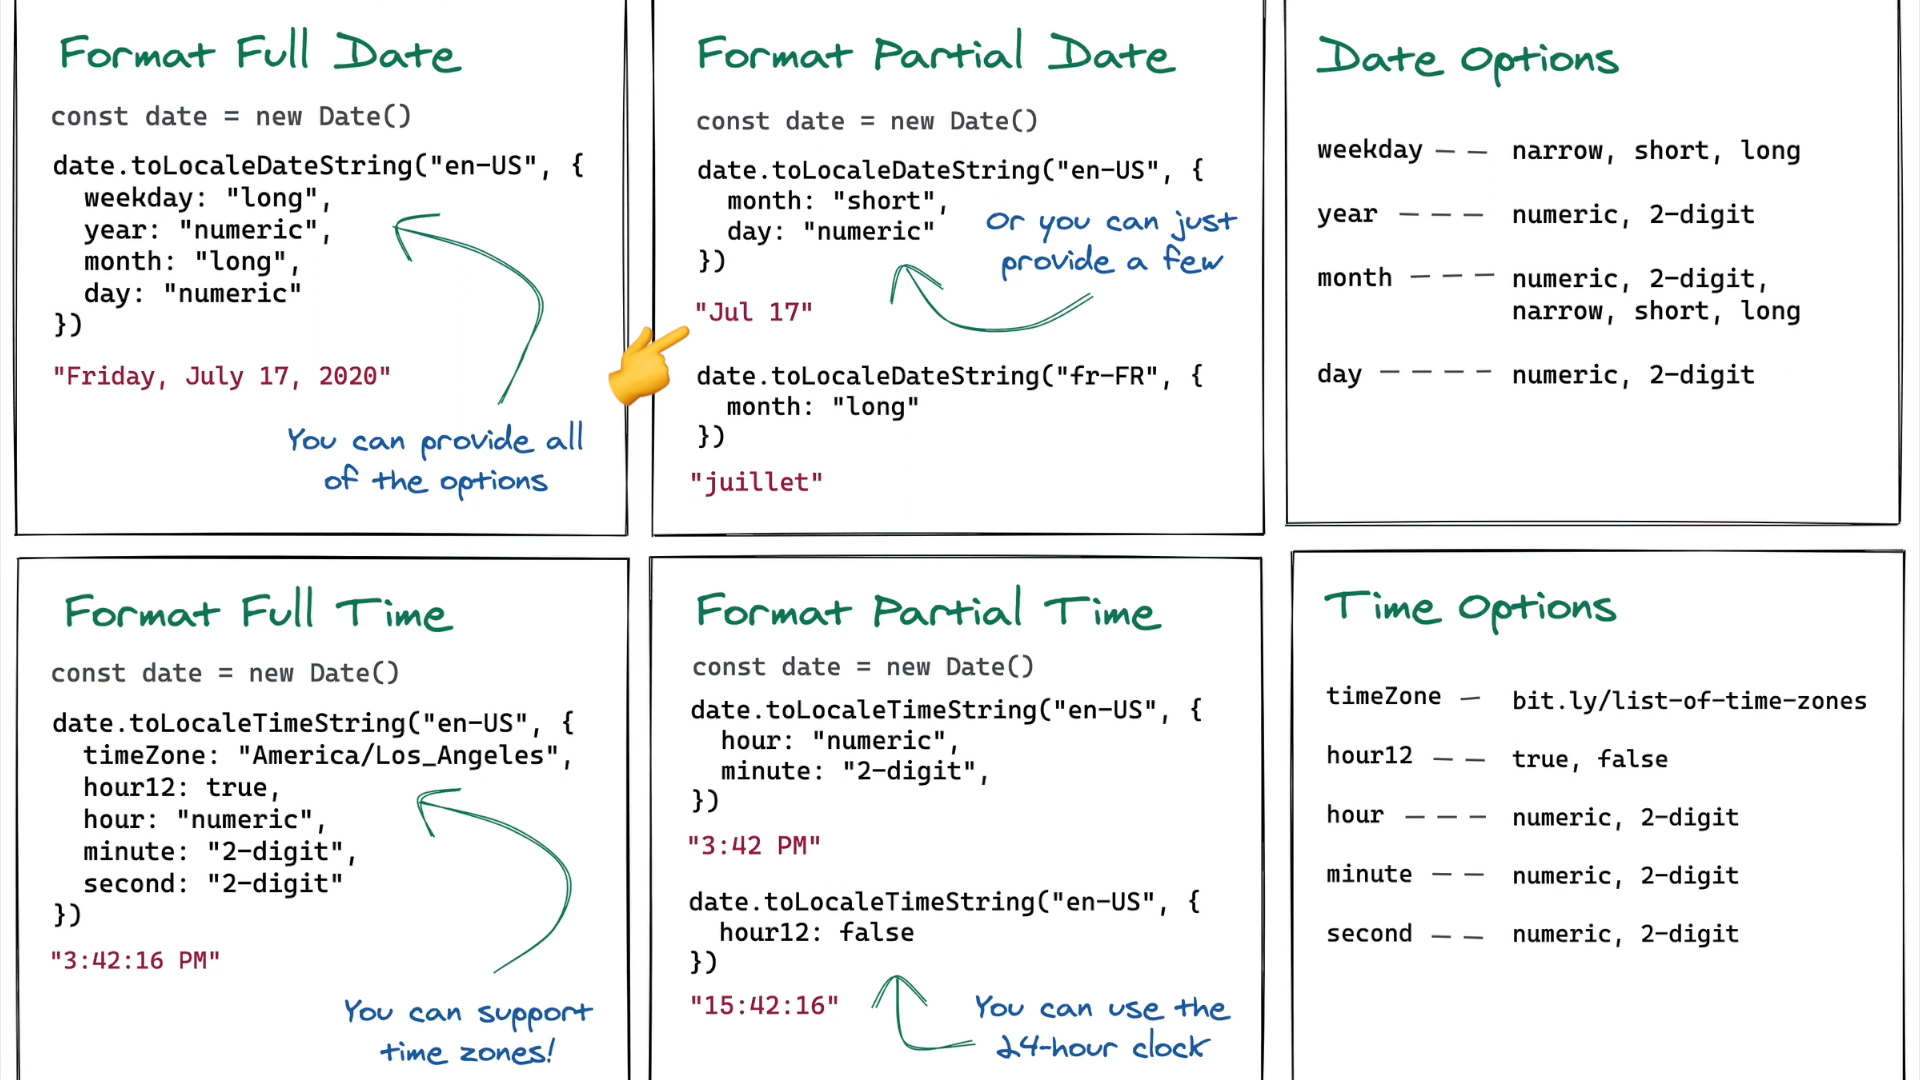 Format Full Date
const date = new Date()
date.toLocaleDateString("en-US", {
weekday: "long",
year: "numeric",
month: "long",
day: "numeric"
})
"Friday, July 17, 2020"
You can provide all
of the options
Format Partial Date
const date = new Date()
date.toLocaleDateString("en-US", {
month: "short",
day: "numeric"
})
Or you can just
provide a few
"Jul 17"
date.toLocaleDateString("fr-FR", {
month: "long"
})
"juillet"
Date Options
weekday -- narrow, short, long
year --- numeric, 2-digit
month --- numeric, 2-digit,
narrow, short, long
day ---- numeric, 2-digit
Format Full Time
const date = new Date()
date.toLocaleTimeString("en-US", {
timeZone: "America/Los_Angeles",
hour12: true,
hour: "numeric",
minute: "2-digit",
second: "2-digit"
})
"3:42:16 PM"
You can support
time zones!
Format Partial Time
const date = new Date()
date.toLocaleTimeString("en-US", {
hour: "numeric",
minute: "2-digit",
})
"3:42 PM"
date.toLocaleTimeString("en-US", {
hour12: false
})
"15:42:16"
You can use the
24-hour clock
Time Options
timeZone - bit.ly/list-of-time-zones
hour12 -- true, false
hour --- numeric, 2-digit
minute -- numeric, 2-digit
second -- numeric, 2-digit